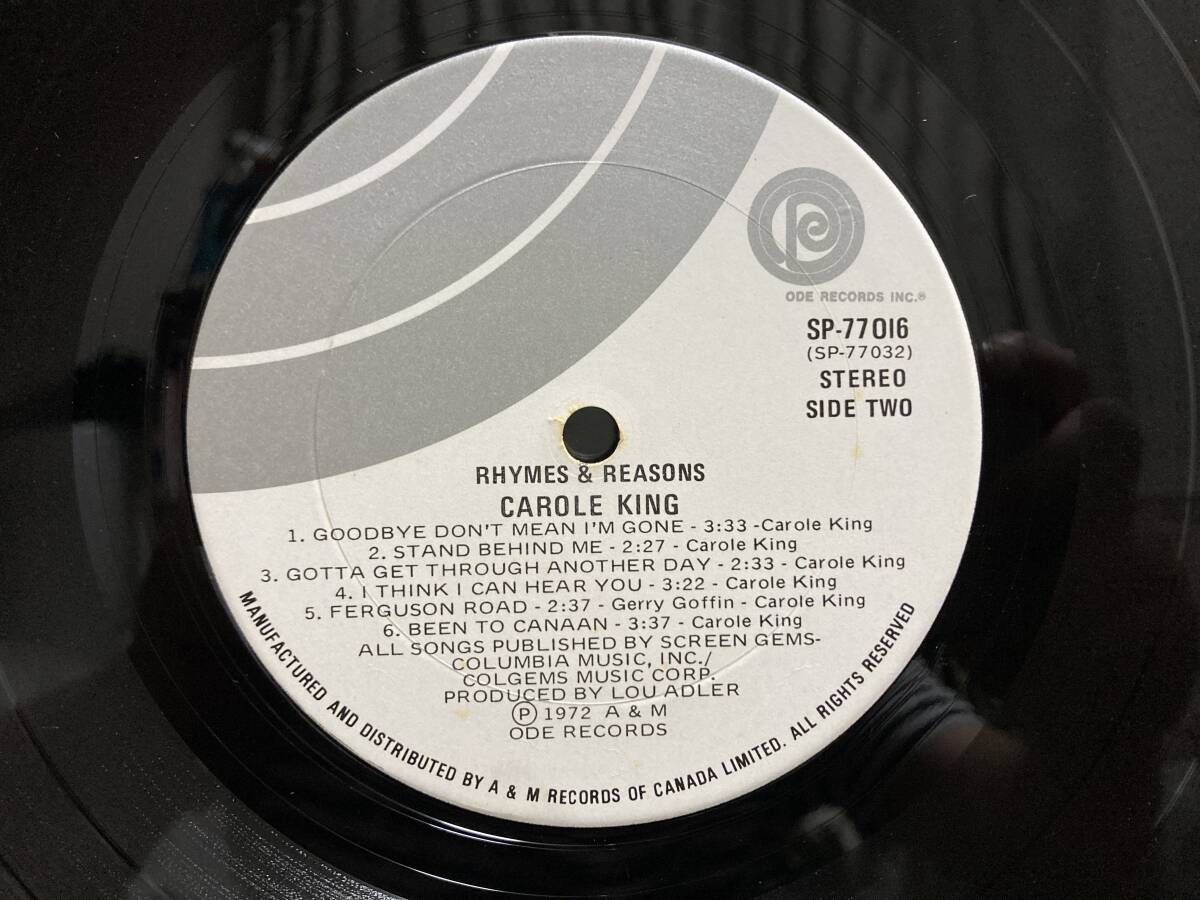 ODE RECORDS INC.®
SP-77016
(SP-77032)
STEREO
SIDE TWO
RHYMES & REASONS
CAROLE KING
1. GOODBYE DON'T MEAN I'M GONE - 3:33 -Carole King
2. STAND BEHIND ME - 2:27 - Carole King
3. GOTTA GET THROUGH ANOTHER DAY - 2:33 - Carole King
4. I THINK I CAN HEAR YOU - 3:22 - Carole King
5. FERGUSON ROAD - 2:37 - Gerry Goffin - Carole King
6. BEEN TO CANAAN - 3:37 - Carole King
ALL SONGS PUBLISHED BY SCREEN GEMS-
COLUMBIA MUSIC, INC./
COLGEMS MUSIC CORP.
PRODUCED BY LOU ADLER
Ⓟ 1972 A & M
ODE RECORDS
MANUFACTURED AND DISTRIBUTED BY A & M RECORDS OF CANADA LIMITED. ALL RIGHTS RESERVED